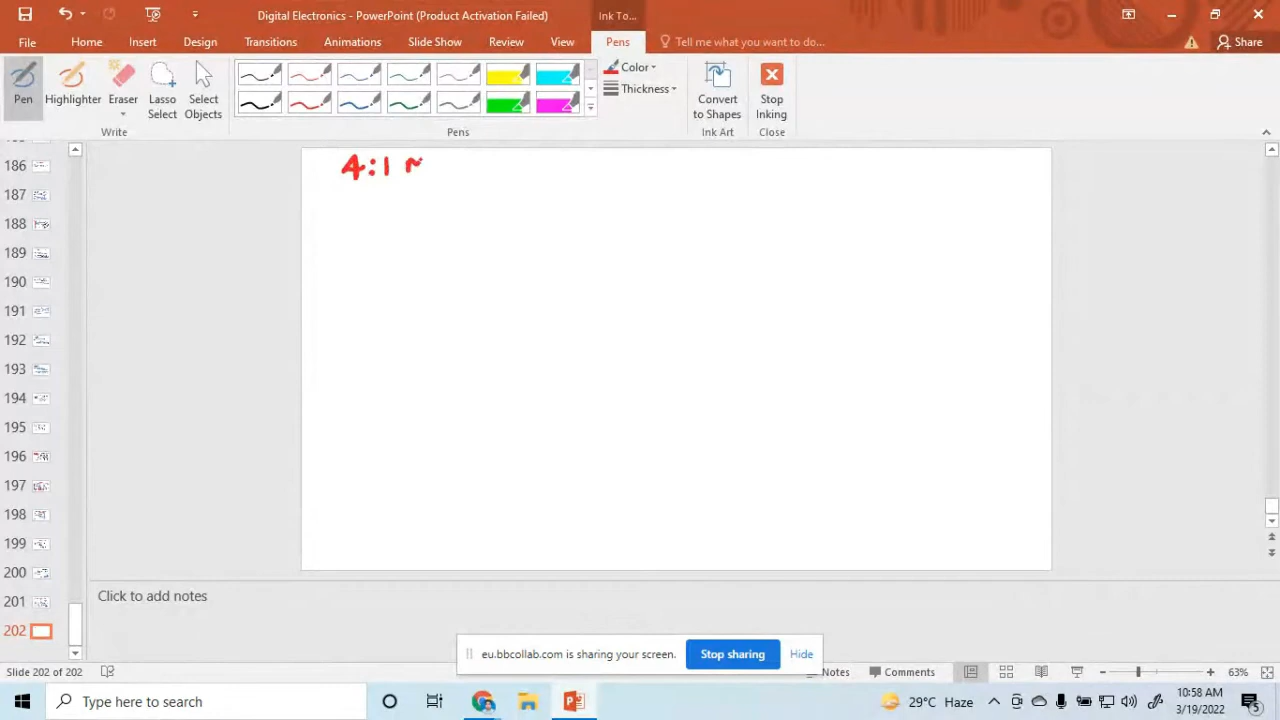 Digital Electronics - PowerPoint (Product Activation Failed)
Ink To...
File
Home
Insert
Design
Transitions
Animations
Slide Show
Review
View
Pens
Tell me what you want to do...
Share
Pen
Highlighter
Eraser
Lasso Select
Select Objects
Color
Thickness
Convert to Shapes
Stop Inking
Write
Pens
Ink Art
Close
4:1
186
187
188
189
190
191
192
193
194
195
196
197
198
199
200
201
202
Click to add notes
eu.bbcollab.com is sharing your screen.
Stop sharing
Hide
Slide 202 of 202
Notes
Comments
63%
Type here to search
29°C Haze
10:58 AM
3/19/2022
5